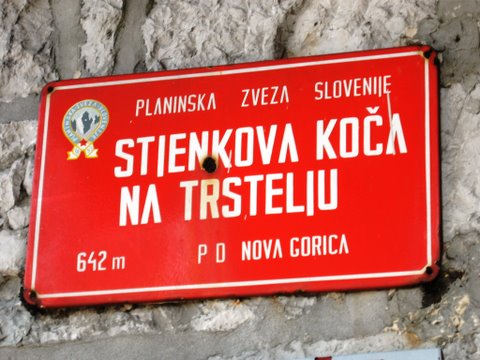 PLANINSKA ZVEZA SLOVENIJE
STJENKOVA KOČA
NA TRSTELJU
642 m
P D NOVA GORICA